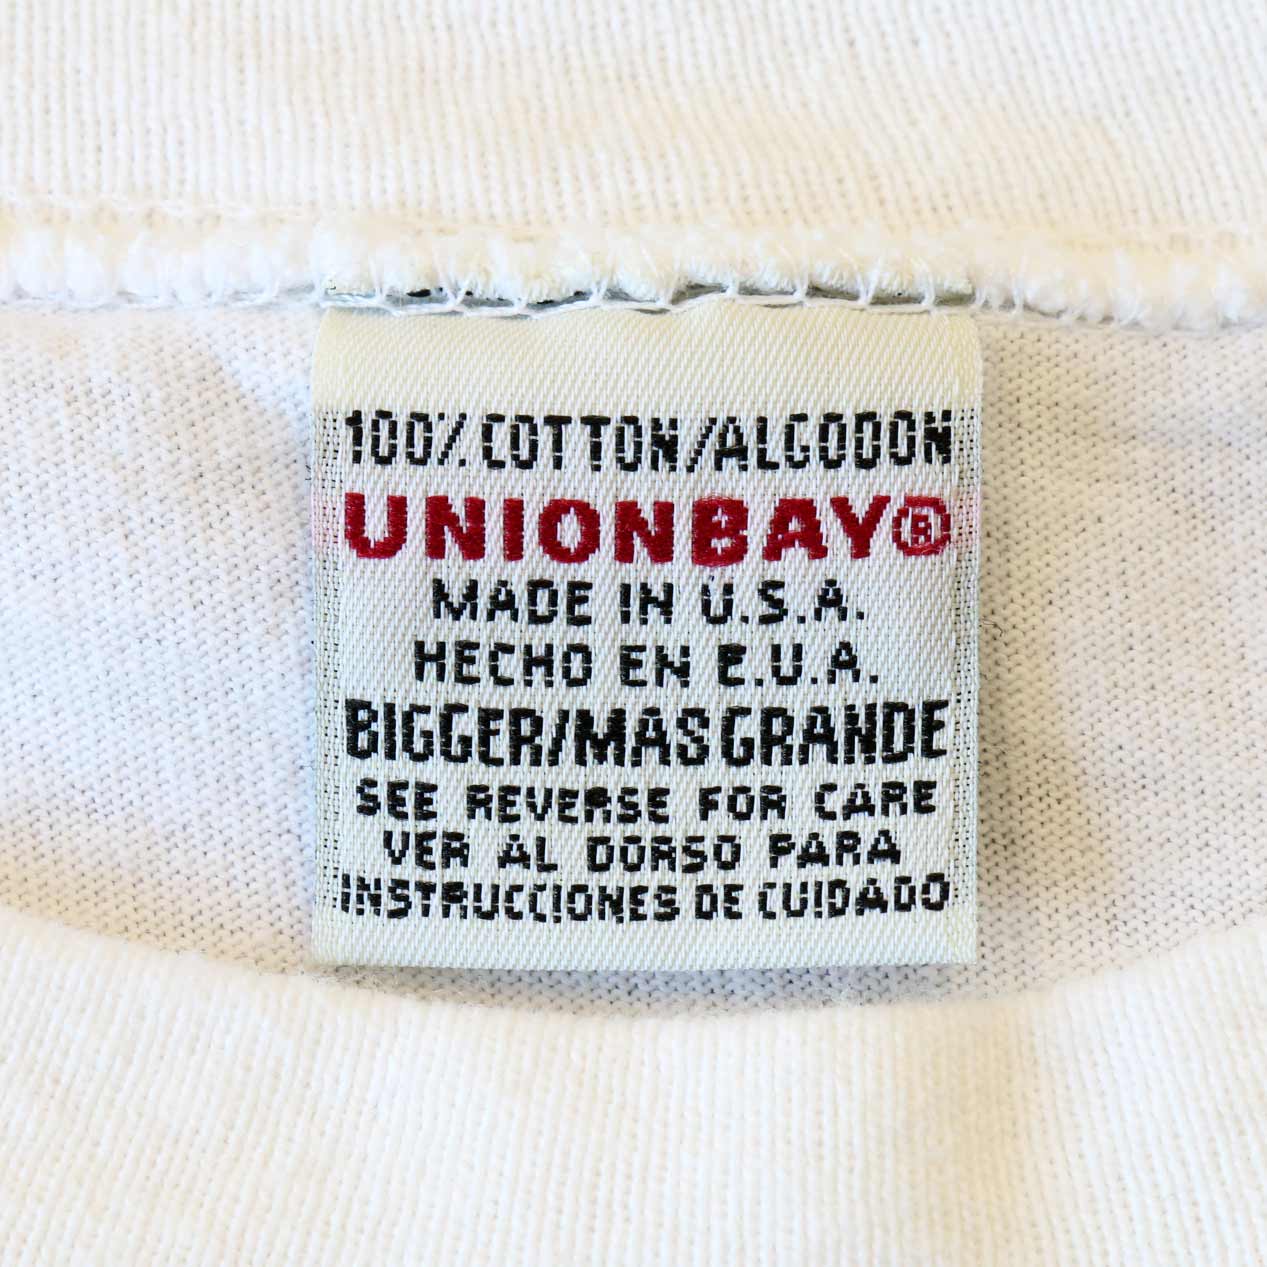 100% COTTON/ALGODON
UNIONBAY®
MADE IN U.S.A.
HECHO EN E.U.A.
BIGGER/MAS GRANDE
SEE REVERSE FOR CARE
VER AL DORSO PARA
INSTRUCCIONES DE CUIDADO